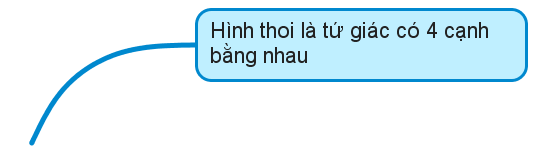 Hình thoi là tứ giác có 4 cạnh
bằng nhau